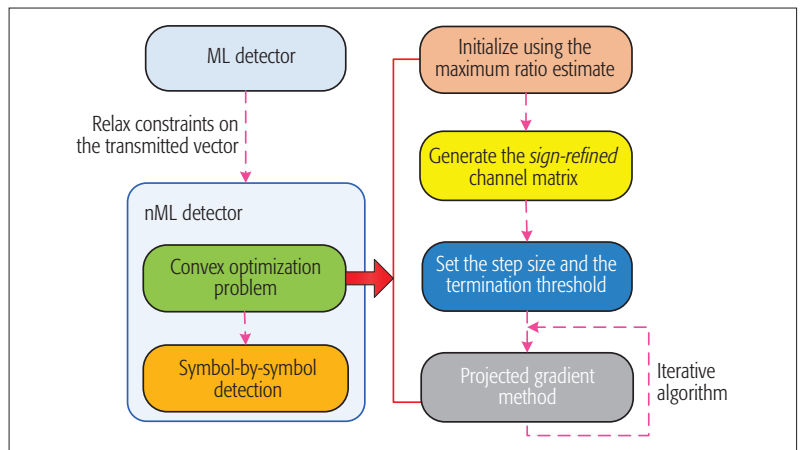 ML detector
Relax constraints on
the transmitted vector
nML detector
Convex optimization
problem
Symbol-by-symbol
detection
Initialize using the
maximum ratio estimate
Generate the sign-refined
channel matrix
Set the step size and the
termination threshold
Projected gradient
method
Iterative
algorithm